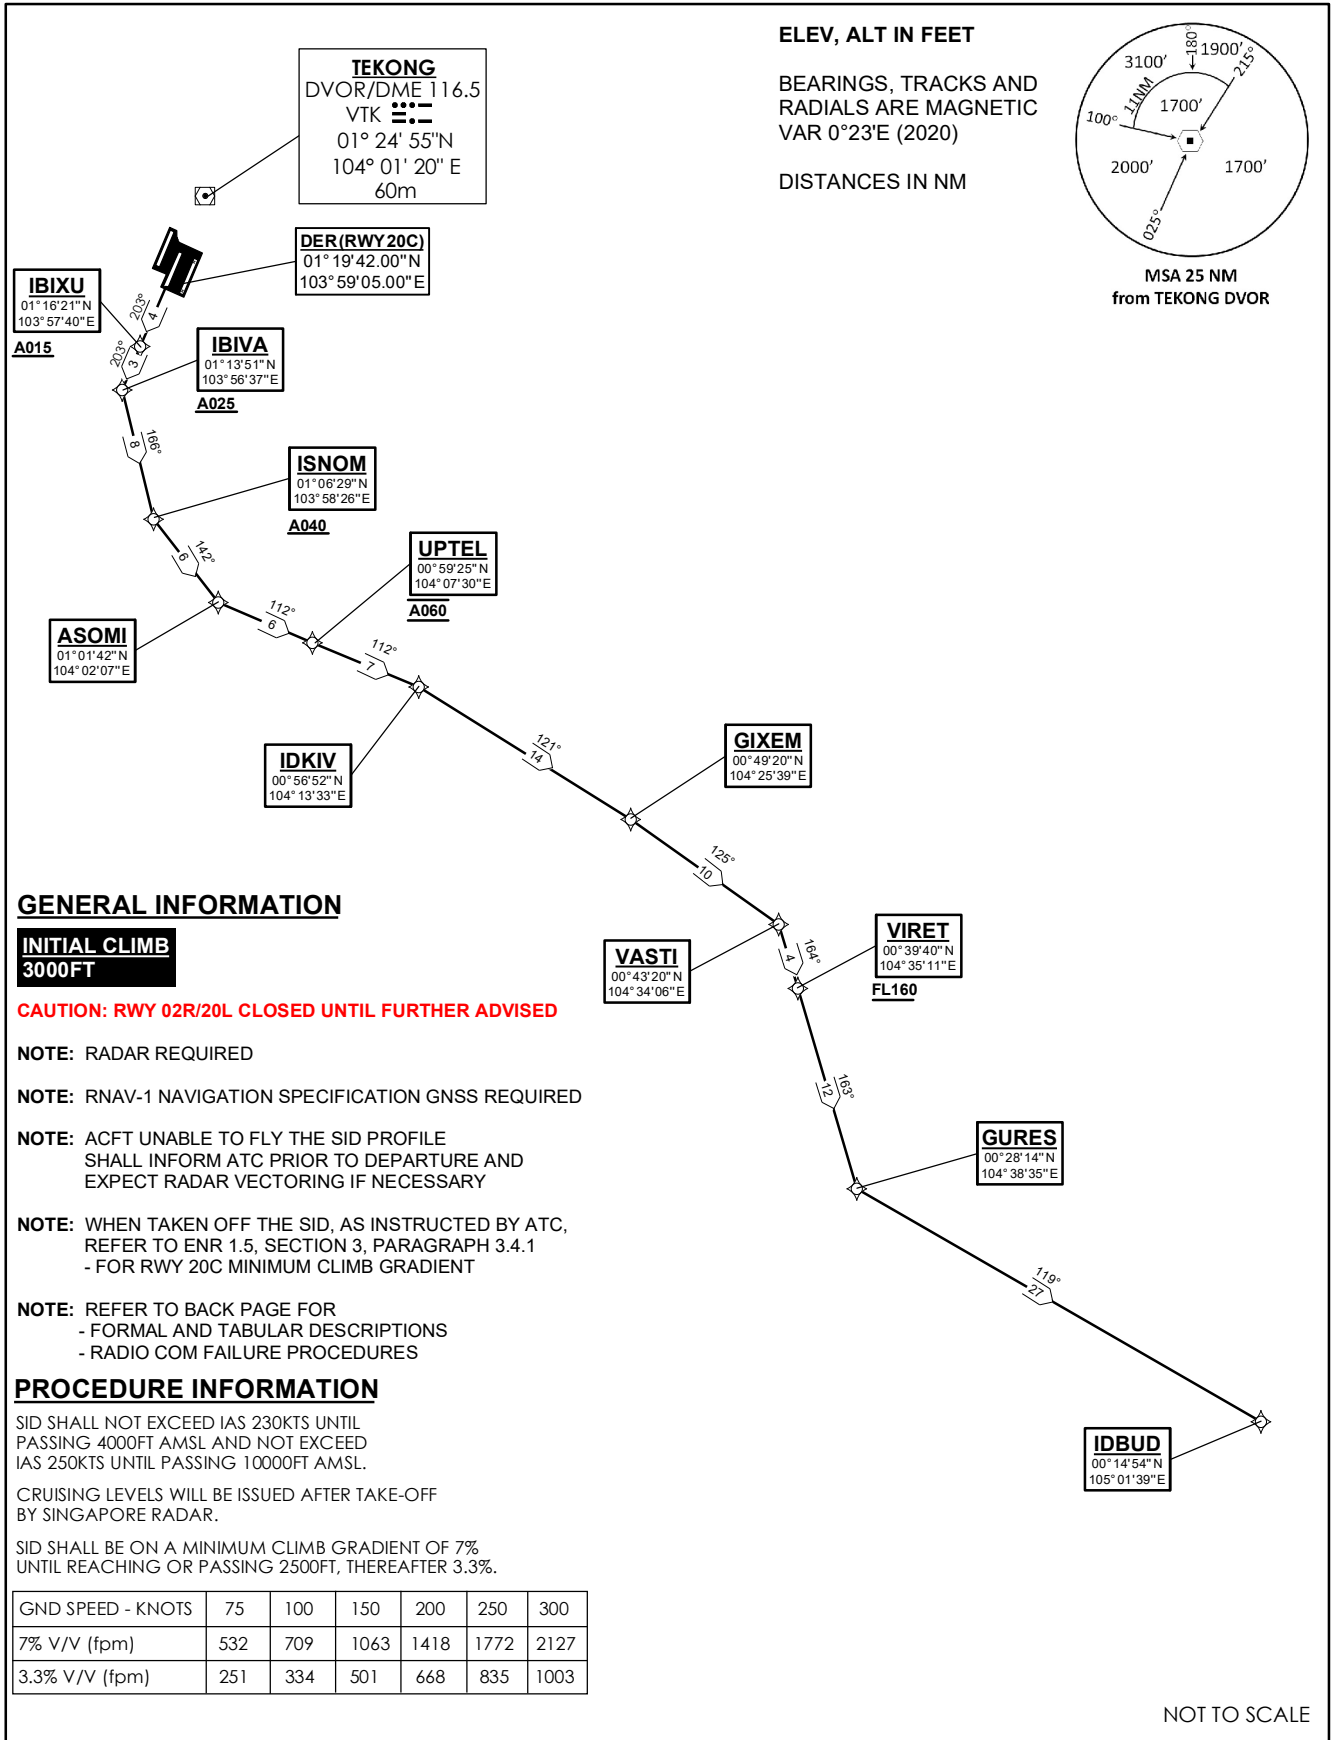 TEKONG
DVOR/DME 116.5
VTK
01° 24' 55"N
104° 01' 20" E
60m
ELEV, ALT IN FEET
BEARINGS, TRACKS AND
RADIALS ARE MAGNETIC
VAR 0°23'E (2020)
DISTANCES IN NM
180°
1900'
215°
3100'
11NM
1700'
100°
2000'
1700'
025°
MSA 25 NM
from TEKONG DVOR
DER(RWY20C)
01°19'42.00"N
103°59'05.00"E
IBIXU
01°16'21"N
103°57'40"E
A015
203°
4
IBIVA
01°13'51"N
103°56'37"E
A025
203°
3
166°
8
ISNOM
01°06'29"N
103°58'26"E
A040
142°
6
UPTEL
00°59'25"N
104°07'30"E
A060
ASOMI
01°01'42"N
104°02'07"E
112°
6
112°
7
IDKIV
00°56'52"N
104°13'33"E
121°
14
GIXEM
00°49'20"N
104°25'39"E
125°
10
VASTI
00°43'20"N
104°34'06"E
164°
4
VIRET
00°39'40"N
104°35'11"E
FL160
163°
12
GURES
00°28'14"N
104°38'35"E
119°
27
IDBUD
00°14'54"N
105°01'39"E
GENERAL INFORMATION
INITIAL CLIMB
3000FT
CAUTION: RWY 02R/20L CLOSED UNTIL FURTHER ADVISED
NOTE: RADAR REQUIRED
NOTE: RNAV-1 NAVIGATION SPECIFICATION GNSS REQUIRED
NOTE: ACFT UNABLE TO FLY THE SID PROFILE
SHALL INFORM ATC PRIOR TO DEPARTURE AND
EXPECT RADAR VECTORING IF NECESSARY
NOTE: WHEN TAKEN OFF THE SID, AS INSTRUCTED BY ATC,
REFER TO ENR 1.5, SECTION 3, PARAGRAPH 3.4.1
- FOR RWY 20C MINIMUM CLIMB GRADIENT
NOTE: REFER TO BACK PAGE FOR
- FORMAL AND TABULAR DESCRIPTIONS
- RADIO COM FAILURE PROCEDURES
PROCEDURE INFORMATION
SID SHALL NOT EXCEED IAS 230KTS UNTIL
PASSING 4000FT AMSL AND NOT EXCEED
IAS 250KTS UNTIL PASSING 10000FT AMSL.
CRUISING LEVELS WILL BE ISSUED AFTER TAKE-OFF
BY SINGAPORE RADAR.
SID SHALL BE ON A MINIMUM CLIMB GRADIENT OF 7%
UNTIL REACHING OR PASSING 2500FT, THEREAFTER 3.3%.
GND SPEED - KNOTS 75 100 150 200 250 300
7% V/V (fpm) 532 709 1063 1418 1772 2127
3.3% V/V (fpm) 251 334 501 668 835 1003
NOT TO SCALE